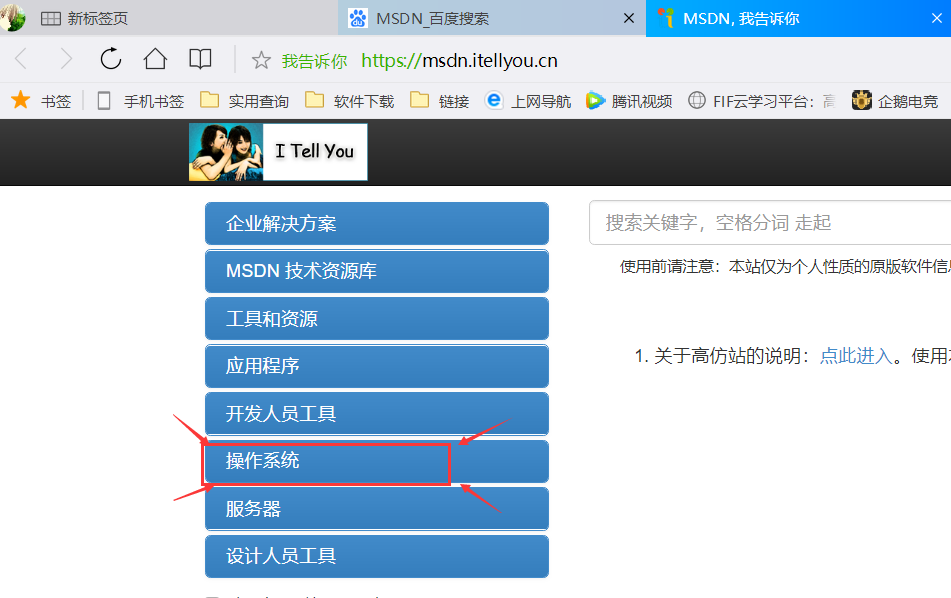 新标签页
MSDN_百度搜索
MSDN, 我告诉你
我告诉你 https://msdn.itellyou.cn
书签 手机书签 实用查询 软件下载 链接 上网导航 腾讯视频 FIF云学习平台：高 企鹅电竞
I Tell You
企业解决方案
搜索关键字，空格分词 走起
MSDN 技术资源库
使用前请注意：本站仅为个人性质的原版软件信息
工具和资源
1. 关于高仿站的说明：点此进入。使用
应用程序
开发人员工具
操作系统
服务器
设计人员工具